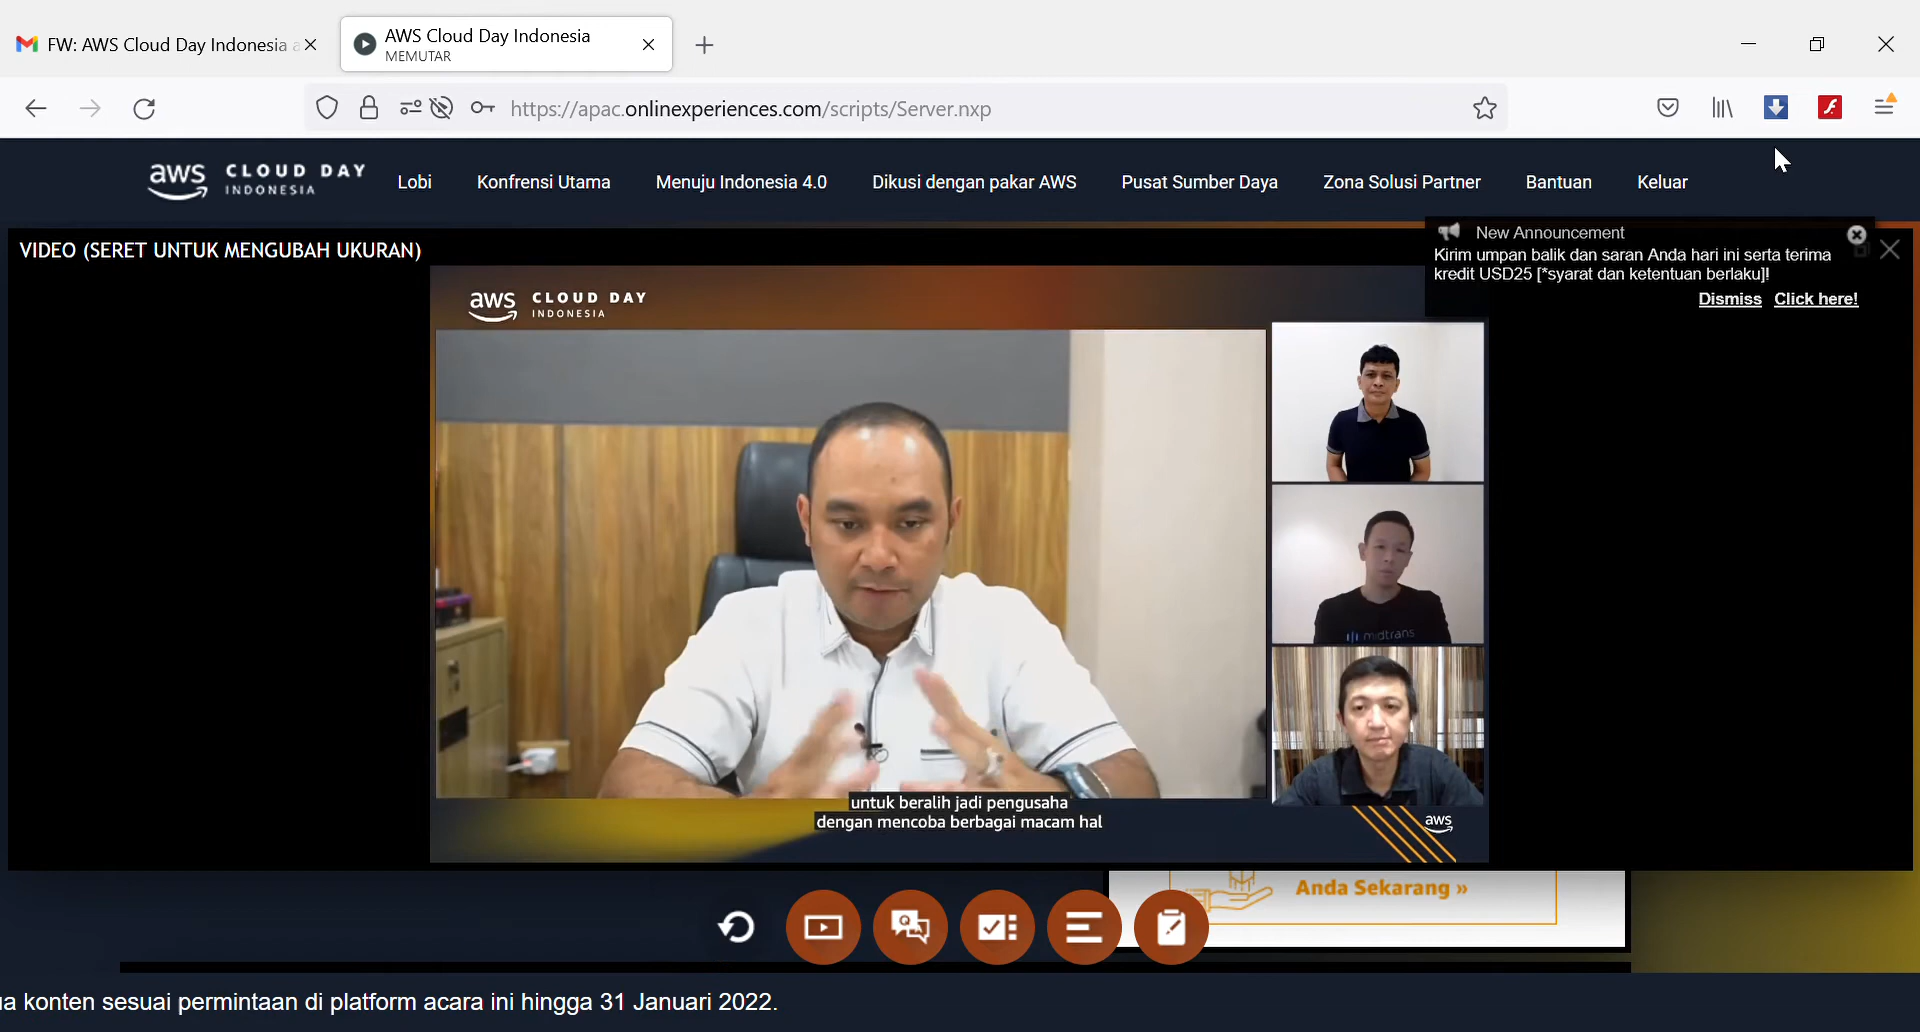 FW: AWS Cloud Day Indonesia a
AWS Cloud Day Indonesia
MEMUTAR
https://apac.onlinexperiences.com/scripts/Server.nxp
aws CLOUD DAY INDONESIA
Lobi Konfrensi Utama Menuju Indonesia 4.0 Dikusi dengan pakar AWS Pusat Sumber Daya Zona Solusi Partner Bantuan Keluar
VIDEO (SERET UNTUK MENGUBAH UKURAN)
New Announcement
Kirim umpan balik dan saran Anda hari ini serta terima
kredit USD25 [*syarat dan ketentuan berlaku]!
Dismiss Click here!
aws CLOUD DAY
INDONESIA
midtrans
untuk beralih jadi pengusaha
dengan mencoba berbagai macam hal
aws
Anda Sekarang »
Q A
ua konten sesuai permintaan di platform acara ini hingga 31 Januari 2022.